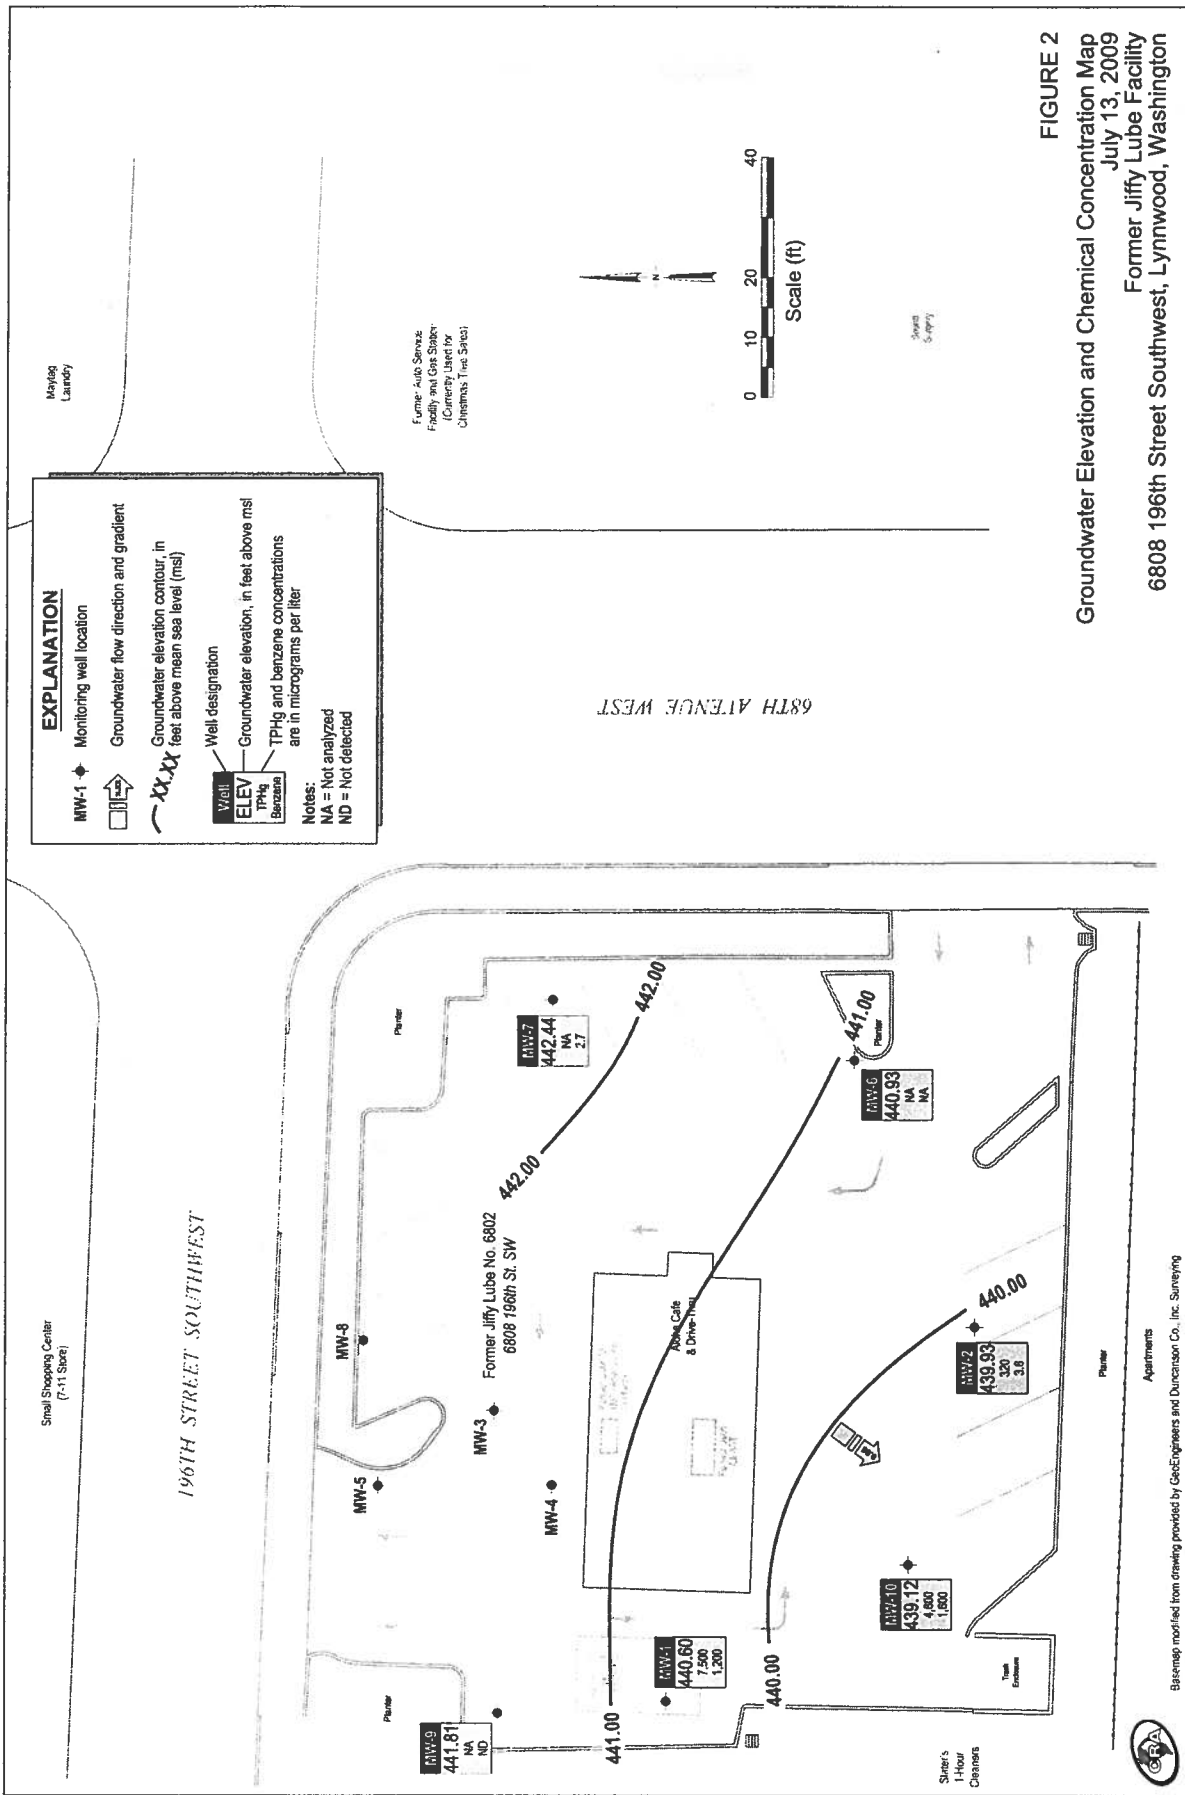 Small Shopping Center
(7-11 Store)
196TH STREET SOUTHWEST
Maytag
Laundry
EXPLANATION
MW-1 Monitoring well location
Groundwater flow direction and gradient
XX.XX Groundwater elevation contour, in
feet above mean sea level (msl)
Well
ELEV
TPHg
Benzene
Well designation
Groundwater elevation, in feet above msl
TPHg and benzene concentrations
are in micrograms per liter
Notes:
NA = Not analyzed
ND = Not detected
Former Auto Service
Facility and Gas Station
(Currently Used for
Christmas Tree Sales)
68TH AVENUE WEST
N
0 10 20 40
Scale (ft)
Planter
Planter
MW-5
MW-8
MW-3
MW-4
Former Jiffy Lube No. 6802
6808 196th St. SW
MW-9
441.81
NA
ND
MW-7
442.44
NA
2.7
442.00
442.00
441.00
441.00
Planter
MW-1
440.60
7,500
1,200
Aloha Cafe
& Drive-Thru
MW-6
440.93
NA
NA
440.00
440.00
MW-10
439.12
4,600
1,600
MW-2
439.93
320
3.6
Trash
Enclosure
Slater's
1-Hour
Cleaners
Planter
Apartments
Basemap modified from drawing provided by GeoEngineers and Duncanson Co., Inc. Surveying
CRA
FIGURE 2
Groundwater Elevation and Chemical Concentration Map
July 13, 2009
Former Jiffy Lube Facility
6808 196th Street Southwest, Lynnwood, Washington